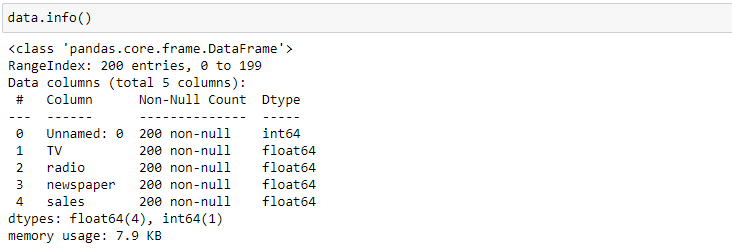 data.info()
<class 'pandas.core.frame.DataFrame'>
RangeIndex: 200 entries, 0 to 199
Data columns (total 5 columns):
 #   Column      Non-Null Count  Dtype
---  ------      --------------  -----
 0   Unnamed: 0  200 non-null    int64
 1   TV          200 non-null    float64
 2   radio       200 non-null    float64
 3   newspaper   200 non-null    float64
 4   sales       200 non-null    float64
dtypes: float64(4), int64(1)
memory usage: 7.9 KB